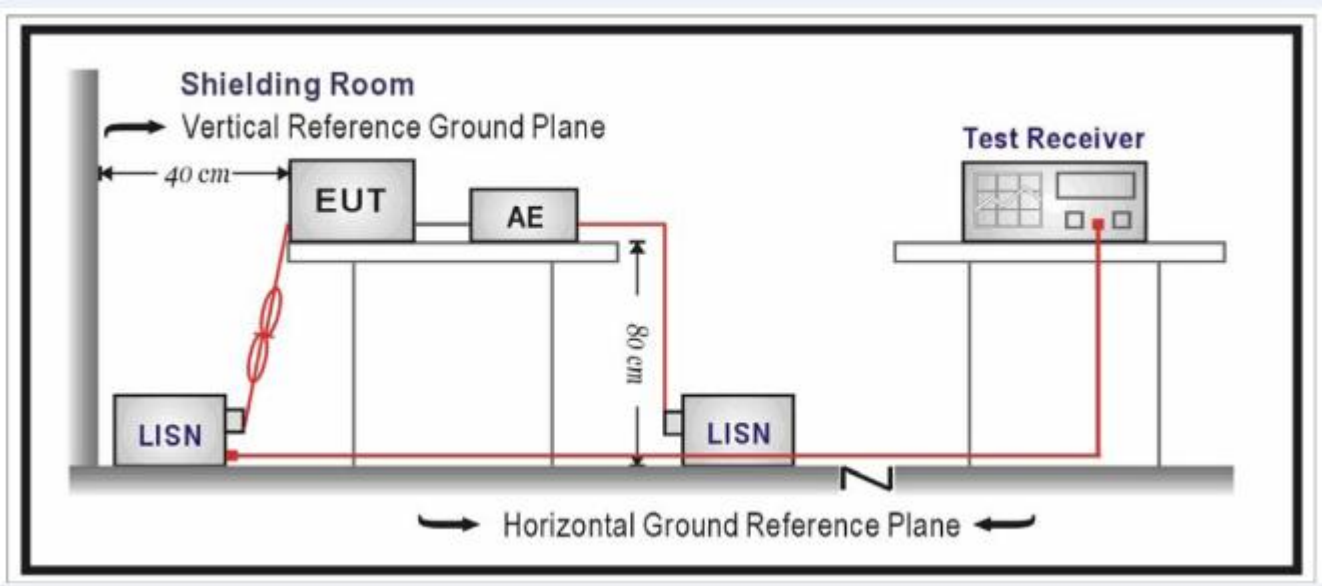 Shielding Room
Vertical Reference Ground Plane
Test Receiver
40 cm
EUT
AE
80 cm
LISN
LISN
Horizontal Ground Reference Plane